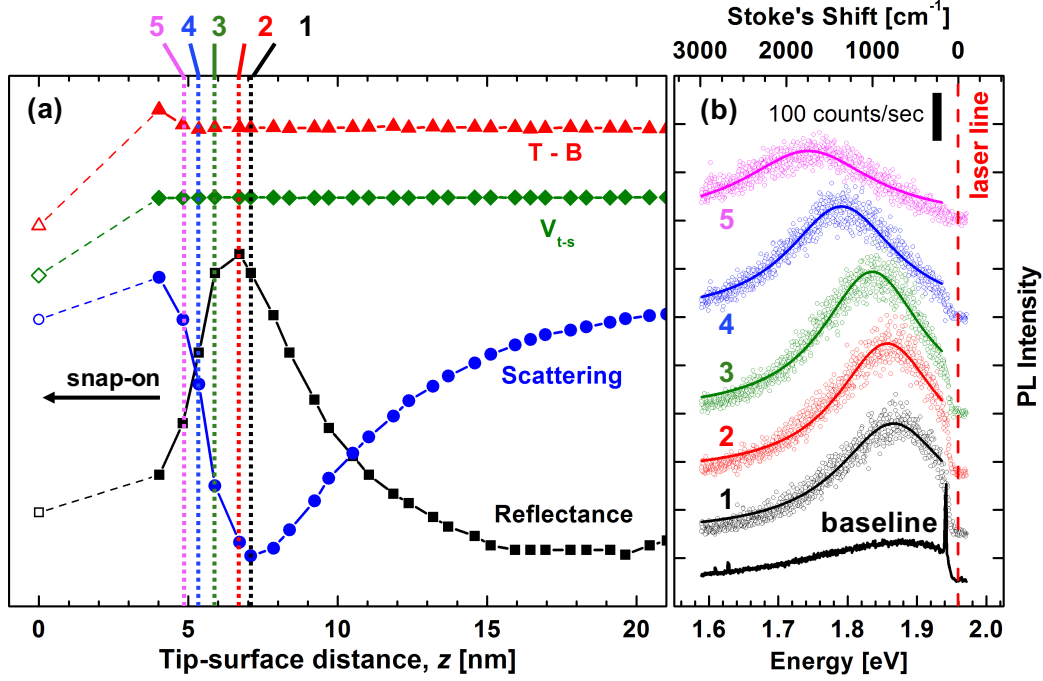 5 4 3 2 1
(a)
T - B
V_t-s
snap-on
Scattering
Reflectance
0 5 10 15 20
Tip-surface distance, z [nm]
Stoke's Shift [cm⁻¹]
3000 2000 1000 0
(b)
100 counts/sec
laser line
5
4
3
2
1
baseline
PL Intensity
1.6 1.7 1.8 1.9 2.0
Energy [eV]